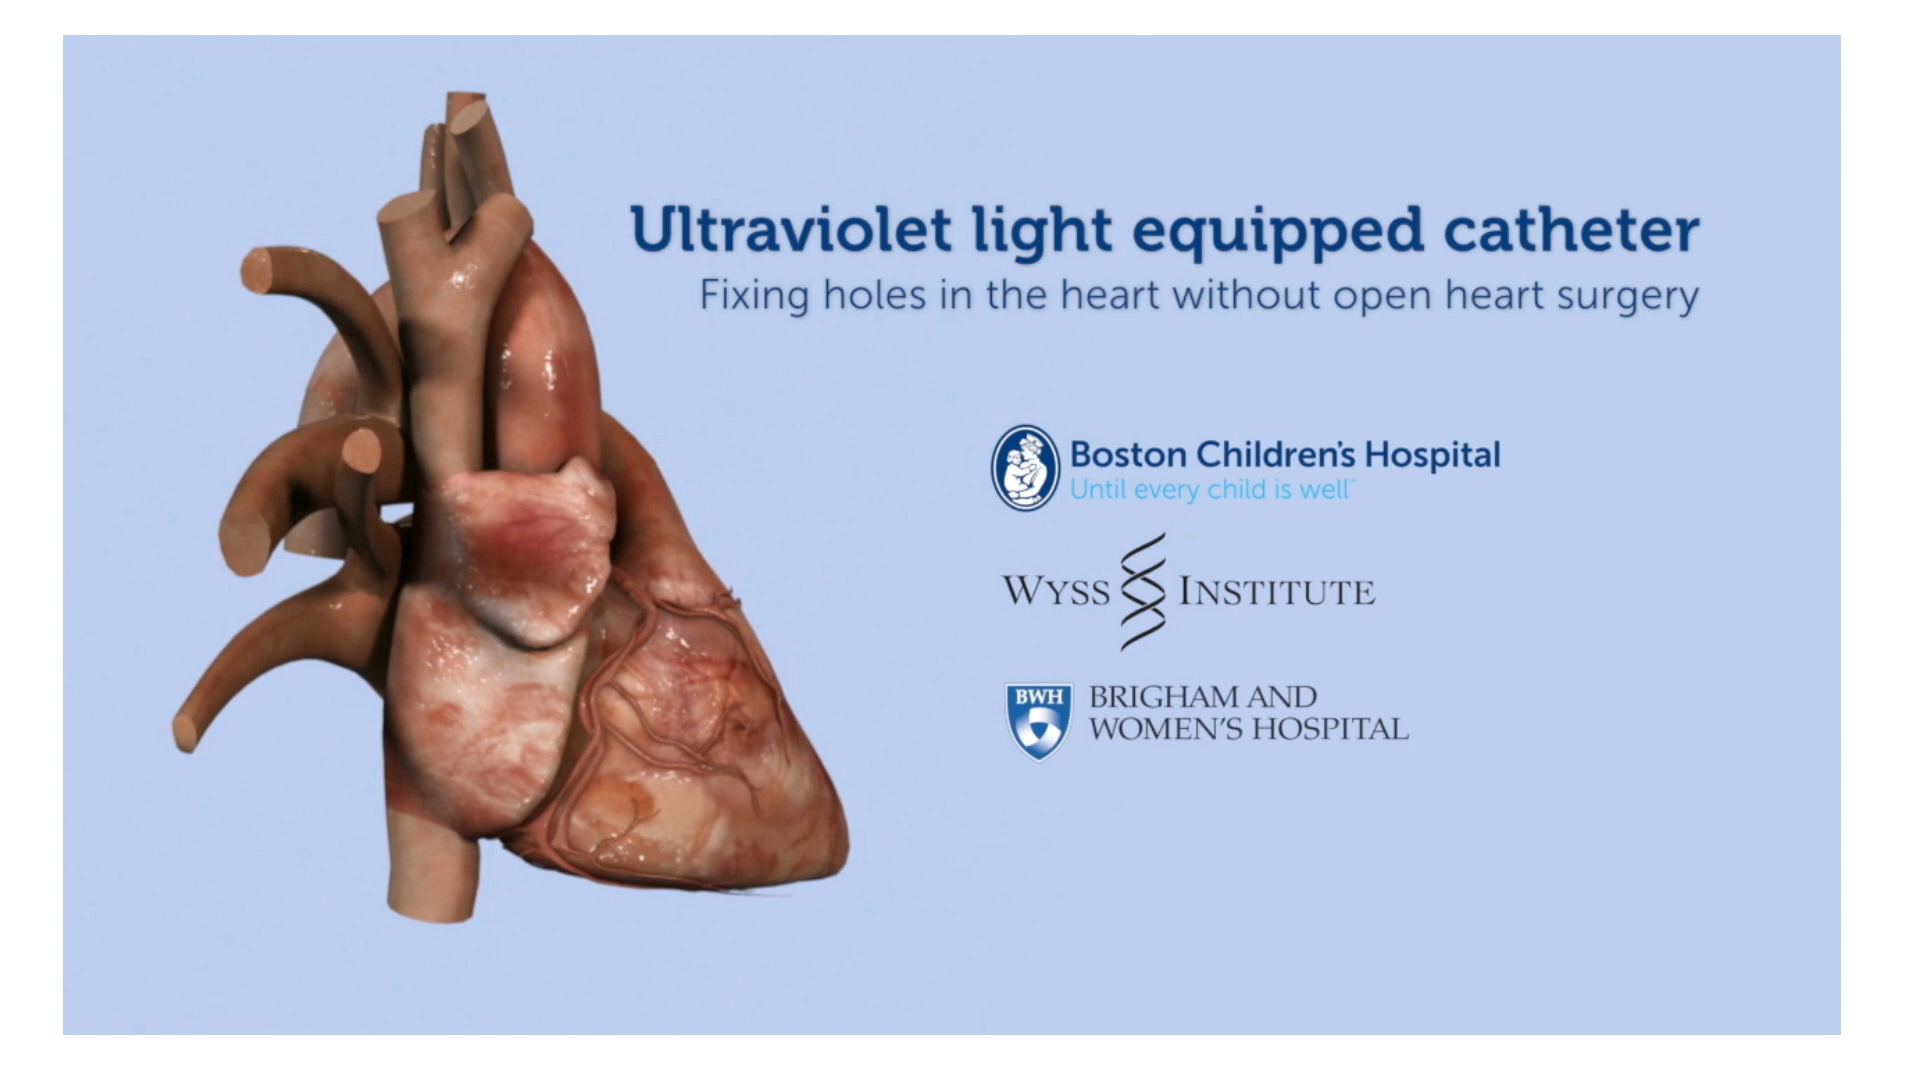 Ultraviolet light equipped catheter
Fixing holes in the heart without open heart surgery
Boston Children's Hospital
Until every child is well™
WYSS INSTITUTE
BWH
BRIGHAM AND
WOMEN'S HOSPITAL